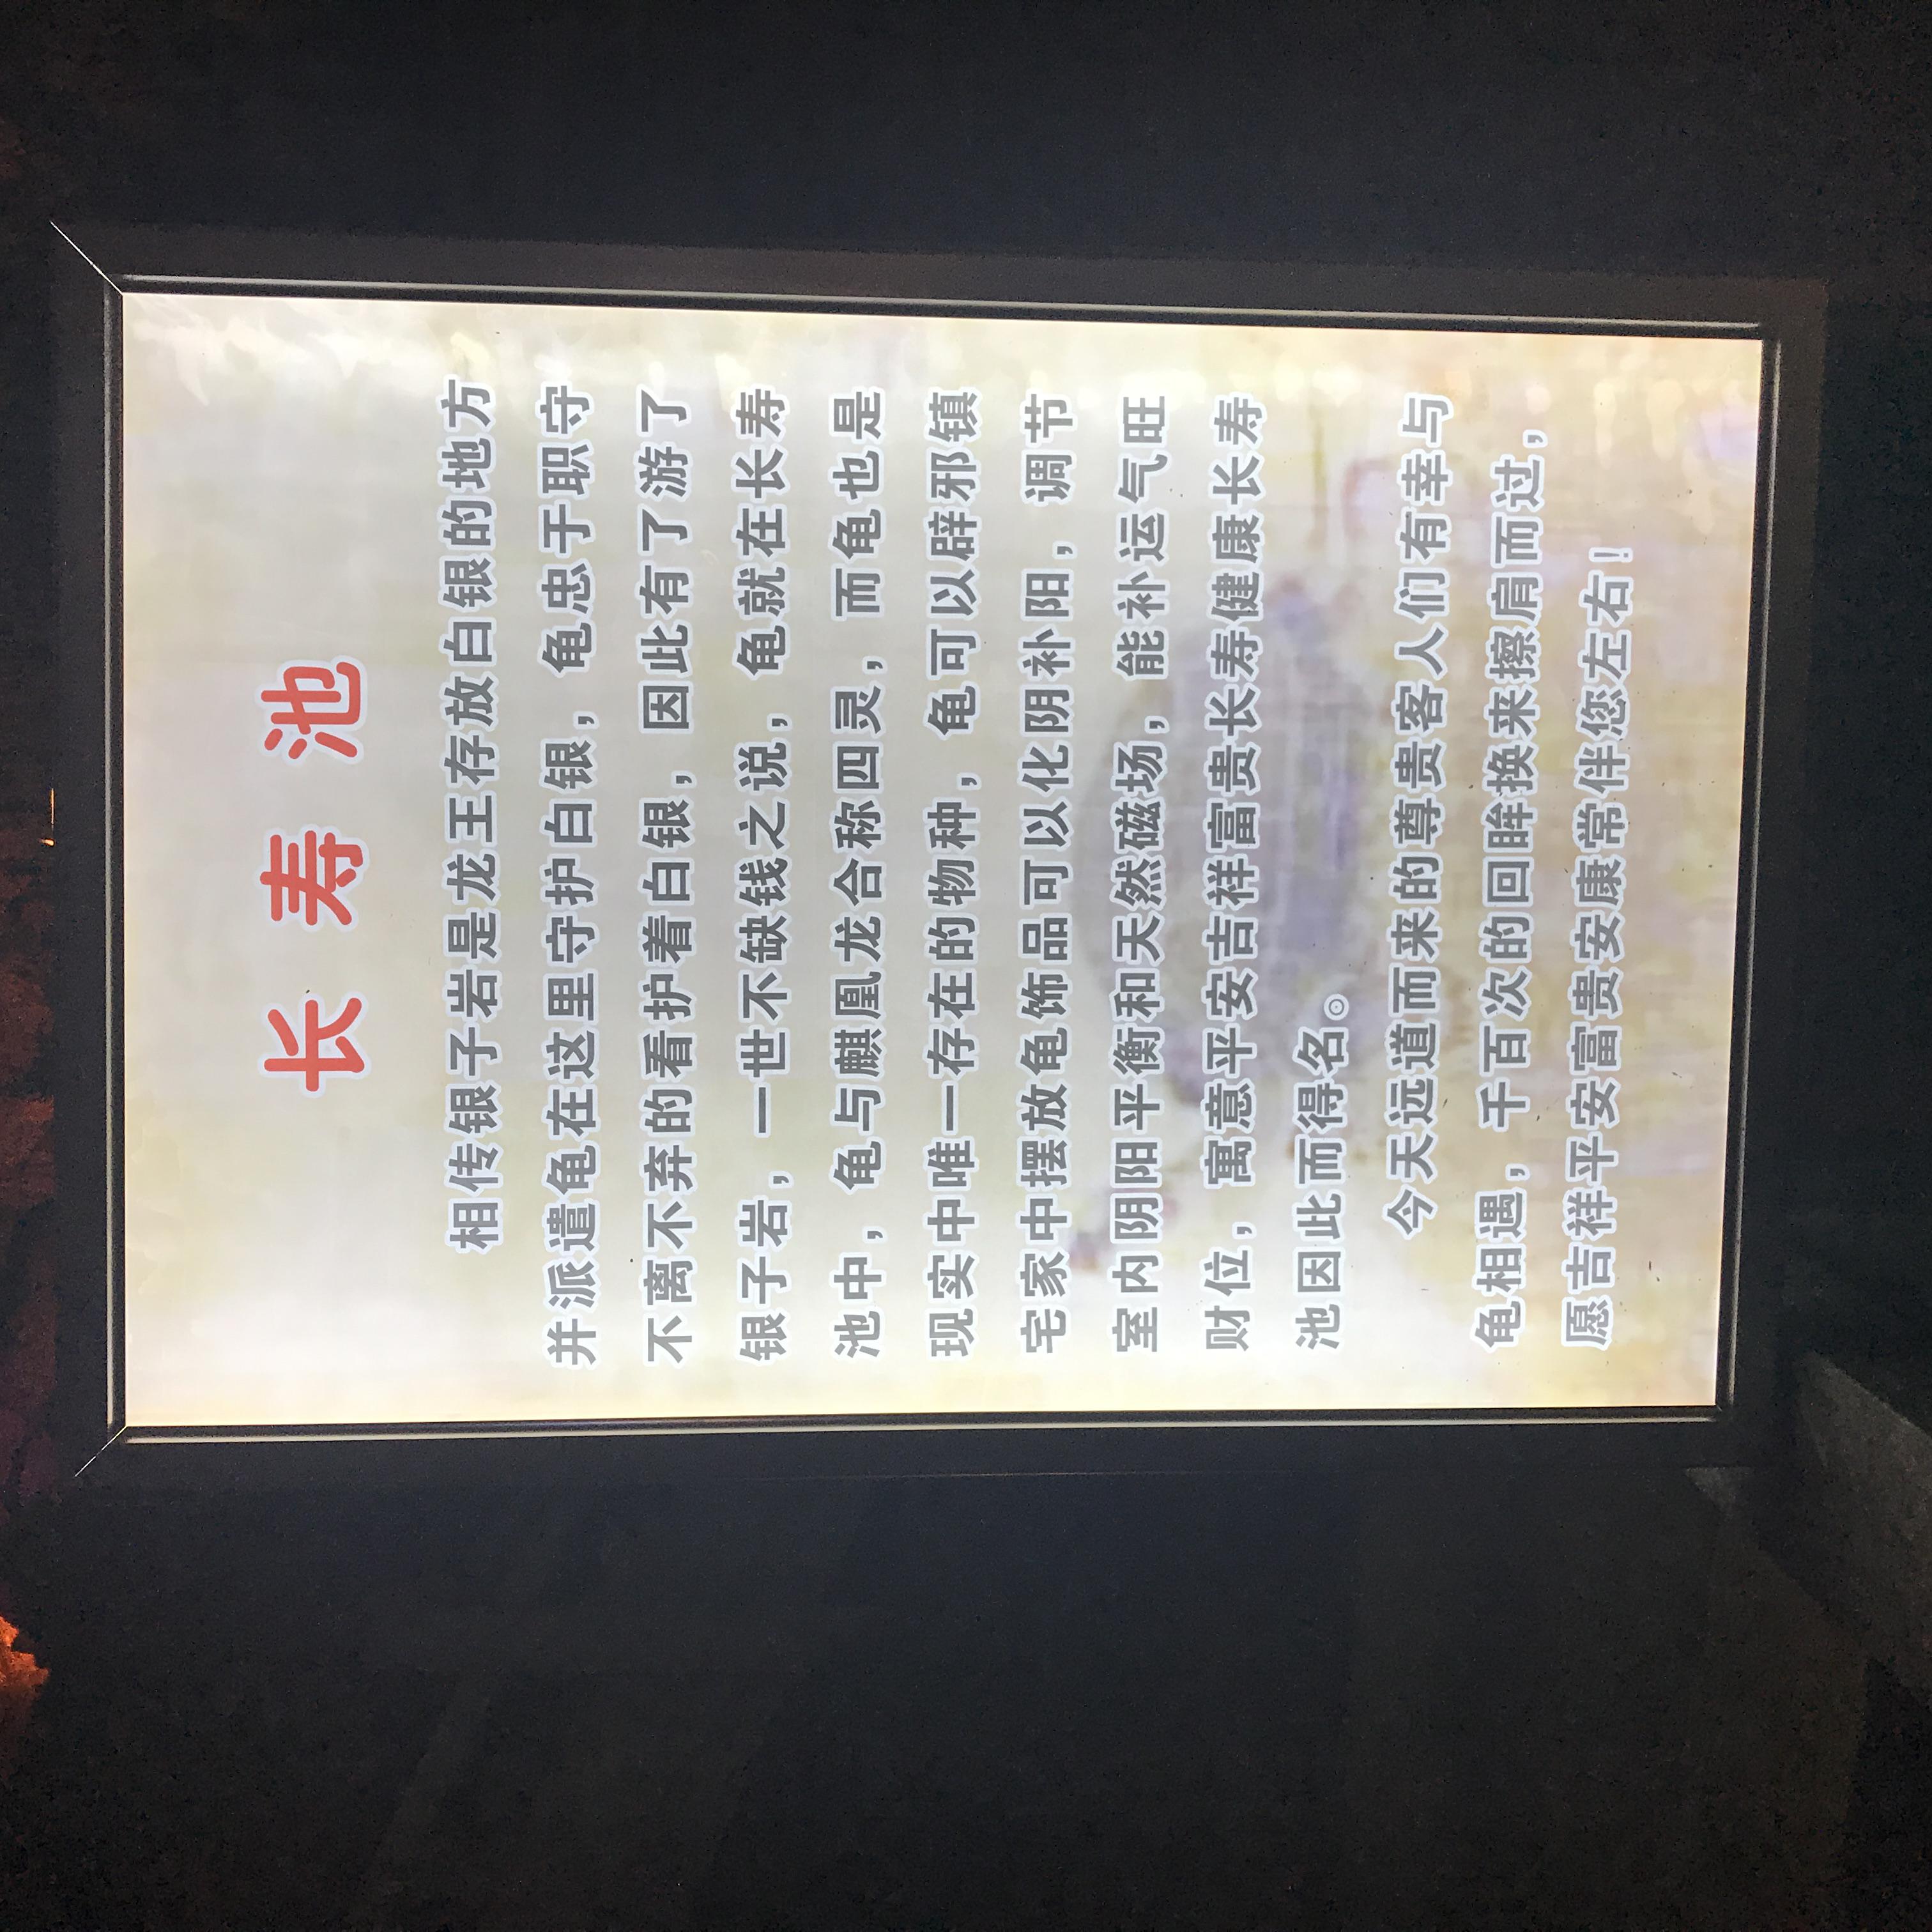 长寿池
相传银子岩是龙王存放白银的地方
并派遣龟在这里守护白银，龟忠于职守
不离不弃的看护着白银，因此有了游了
银子岩，一世不缺钱之说，龟就在长寿
池中，龟与麒凰龙合称四灵，而龟也是
现实中唯一存在的物种，龟可以辟邪镇
宅家中摆放龟饰品可以化阴补阳，调节
室内阴阳平衡和天然磁场，能补运气旺
财位，寓意平安吉祥富贵长寿健康长寿
池因此而得名。
今天远道而来的尊贵客人们有幸与
龟相遇，千百次的回眸换来擦肩而过，
愿吉祥平安富贵安康常伴您左右！